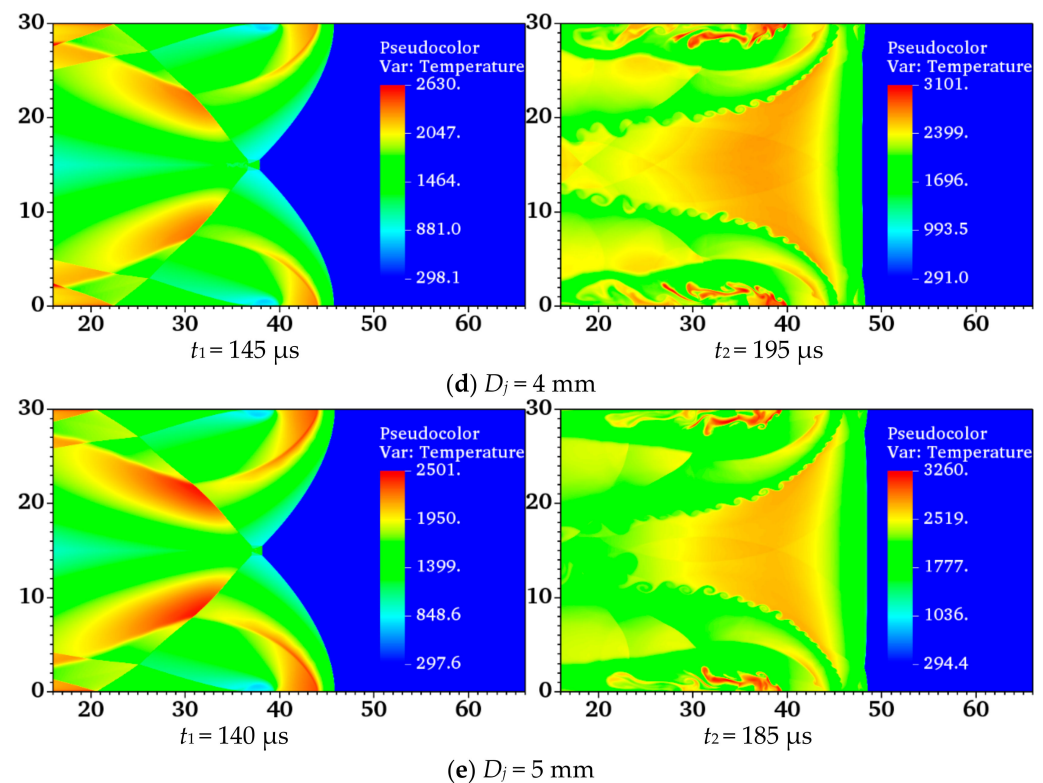 30
20
10
0
20 30 40 50 60
Pseudocolor
Var: Temperature
2630.
2047.
1464.
881.0
298.1
t1 = 145 μs
30
20
10
0
20 30 40 50 60
Pseudocolor
Var: Temperature
3101.
2399.
1696.
993.5
291.0
t2 = 195 μs
(d) Dj = 4 mm
30
20
10
0
20 30 40 50 60
Pseudocolor
Var: Temperature
2501.
1950.
1399.
848.6
297.6
t1 = 140 μs
30
20
10
0
20 30 40 50 60
Pseudocolor
Var: Temperature
3260.
2519.
1777.
1036.
294.4
t2 = 185 μs
(e) Dj = 5 mm